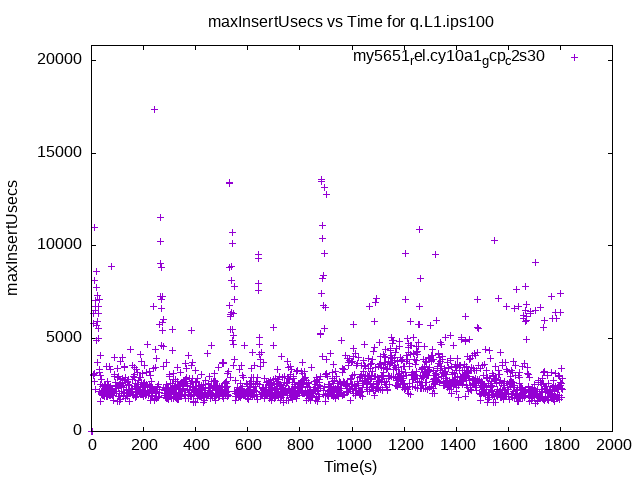 maxInsertUsecs vs Time for q.L1.ips100
my5651rel.cy10a1gcpc2s30
20000
15000
10000
5000
0
maxInsertUsecs
0 200 400 600 800 1000 1200 1400 1600 1800 2000
Time(s)